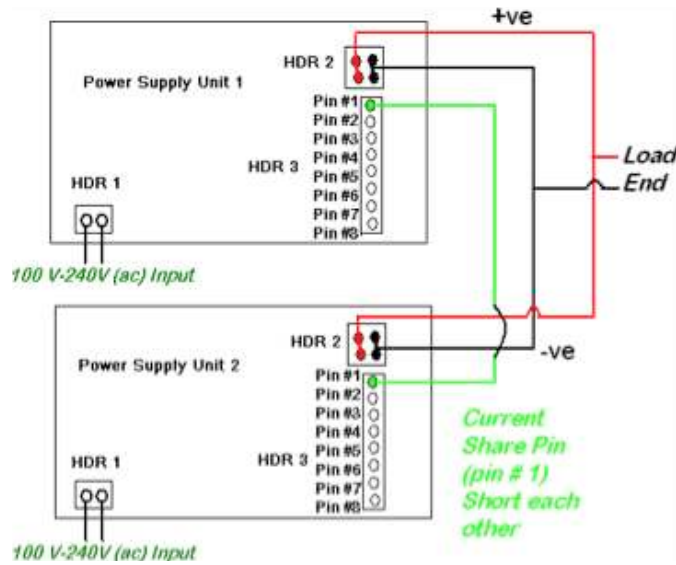 +ve
HDR 2
Power Supply Unit 1
Pin #1
Pin #2
Pin #3
Pin #4
HDR 3
Pin #5
Pin #6
Pin #7
Pin #8
HDR 1
100 V-240V (ac) Input
Load
End
HDR 2
-ve
Power Supply Unit 2
Pin #1
Pin #2
Pin #3
Pin #4
HDR 3
Pin #5
Pin #6
Pin #7
Pin #8
HDR 1
100 V-240V (ac) Input
Current
Share Pin
(pin # 1)
Short each
other